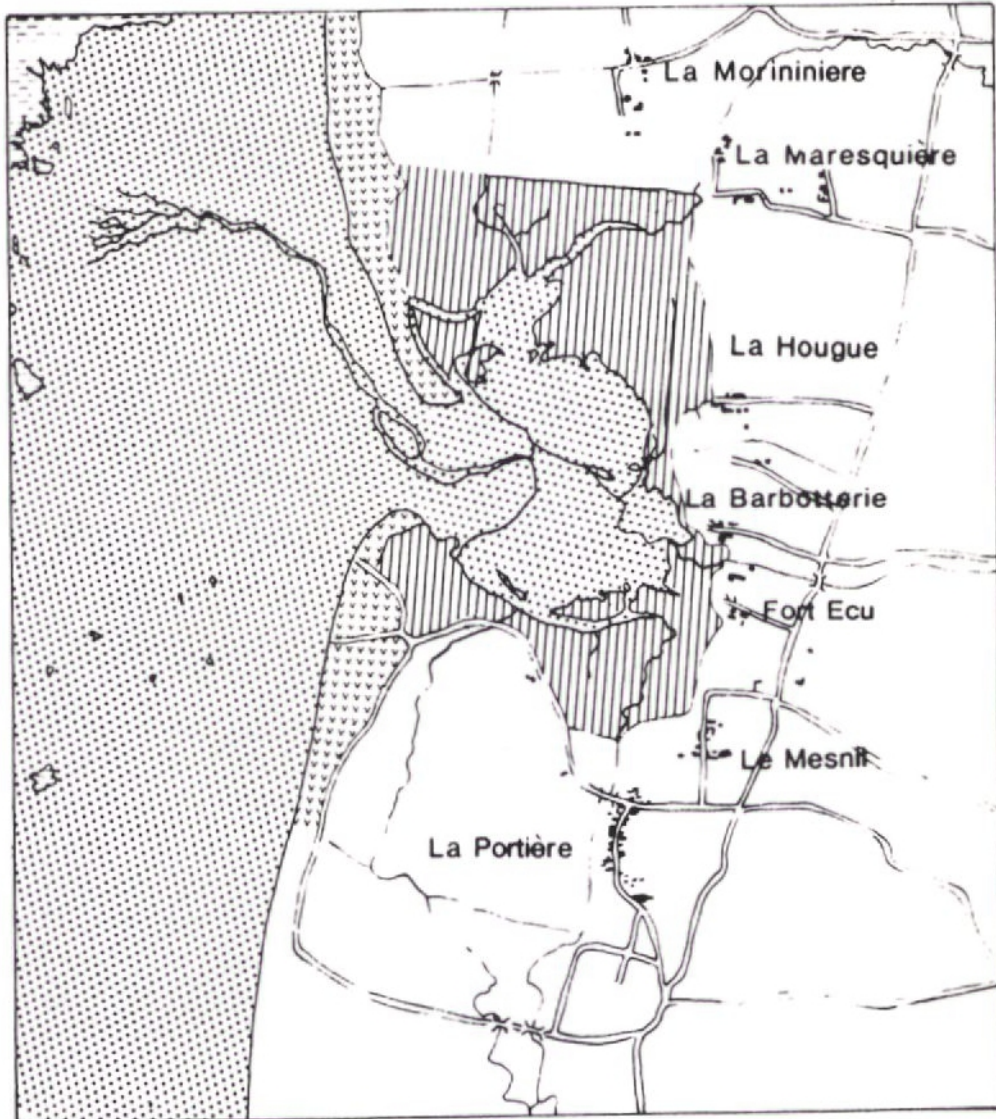 La Morininiere
La Maresquière
La Hougue
La Barbotterie
Fort Ecu
Le Mesnil
La Portière